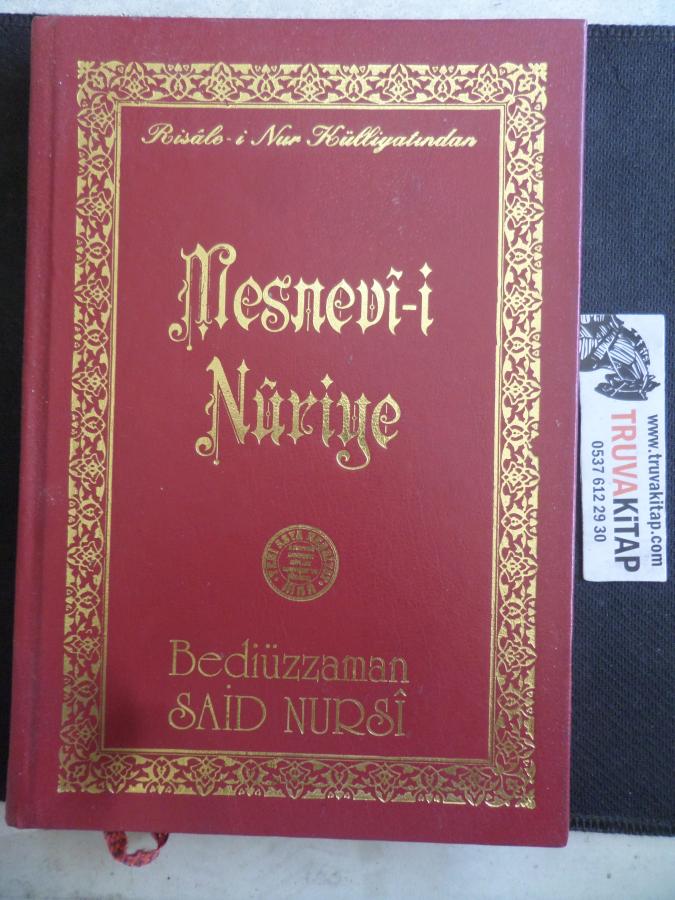 Risâle-i Nur Külliyatından
Mesnevî-i
Nûriye
Bediüzzaman
SAİD NURSÎ
www.truvakitap.com
TRUVAKİTAP
0537 612 29 30